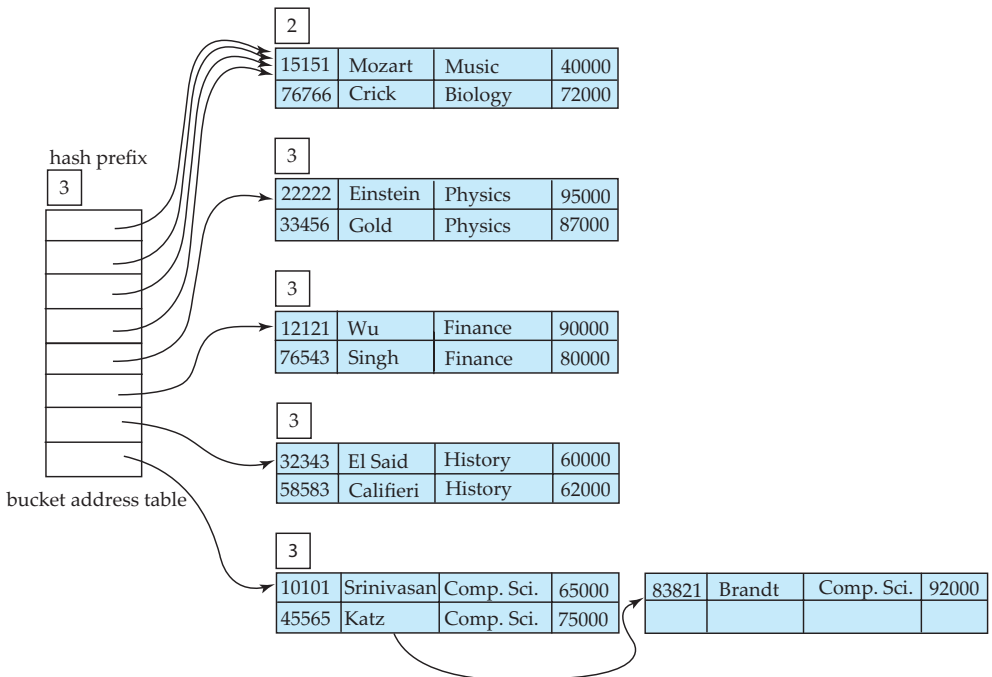 2
15151 Mozart Music 40000
76766 Crick Biology 72000
hash prefix
3
3
22222 Einstein Physics 95000
33456 Gold Physics 87000
3
12121 Wu Finance 90000
76543 Singh Finance 80000
3
32343 El Said History 60000
58583 Califieri History 62000
bucket address table
3
10101 Srinivasan Comp. Sci. 65000
45565 Katz Comp. Sci. 75000
83821 Brandt Comp. Sci. 92000